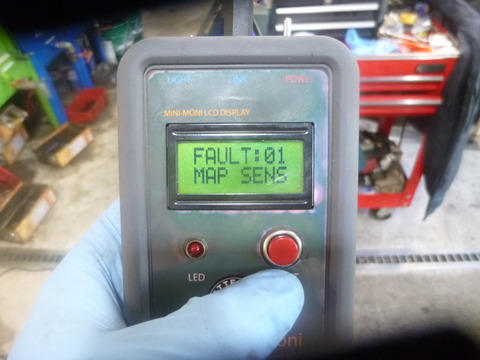 LIGHT LINK POWER
MINI-MONI LCD DISPLAY
FAULT:01
MAP SENS
LED